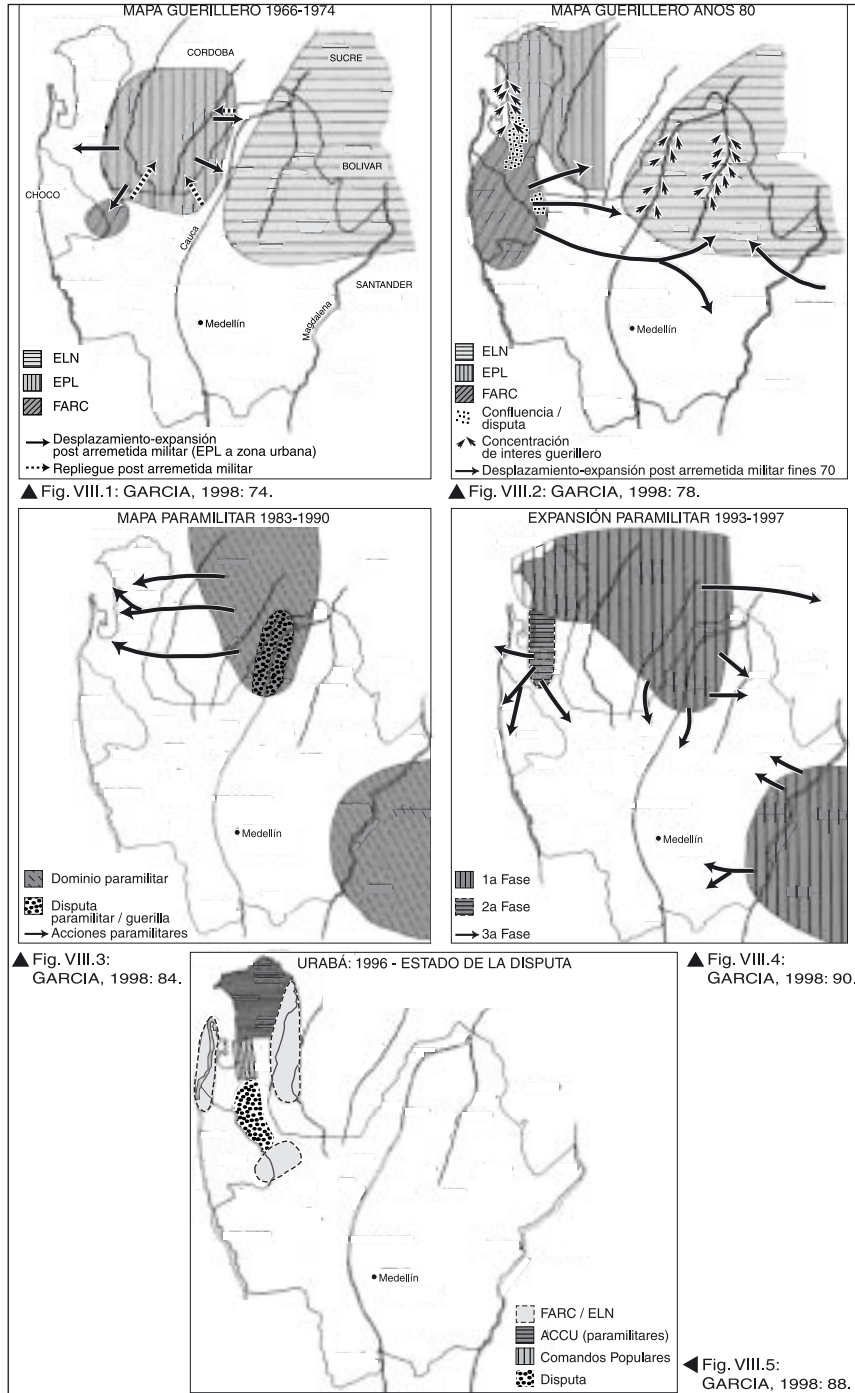 MAPA GUERILLERO 1966-1974
CORDOBA
SUCRE
BOLIVAR
CHOCO
Cauca
SANTANDER
Magdalena
Medellín
ELN
EPL
FARC
Desplazamiento-expansión
post arremetida militar (EPL a zona urbana)
Repliegue post arremetida militar
▲ Fig. VIII.1: GARCIA, 1998: 74.
MAPA GUERILLERO AÑOS 80
Medellín
ELN
EPL
FARC
Confluencia /
disputa
Concentración
de interes guerillero
Desplazamiento-expansión post arremetida militar fines 70
▲ Fig. VIII.2: GARCIA, 1998: 78.
MAPA PARAMILITAR 1983-1990
Medellín
Dominio paramilitar
Disputa
paramilitar / guerilla
Acciones paramilitares
▲ Fig. VIII.3:
GARCIA, 1998: 84.
EXPANSIÓN PARAMILITAR 1993-1997
Medellín
1a Fase
2a Fase
3a Fase
▲ Fig. VIII.4:
GARCIA, 1998: 90.
URABÁ: 1996 - ESTADO DE LA DISPUTA
Medellín
FARC / ELN
ACCU (paramilitares)
Comandos Populares
Disputa
◀ Fig. VIII.5:
GARCIA, 1998: 88.